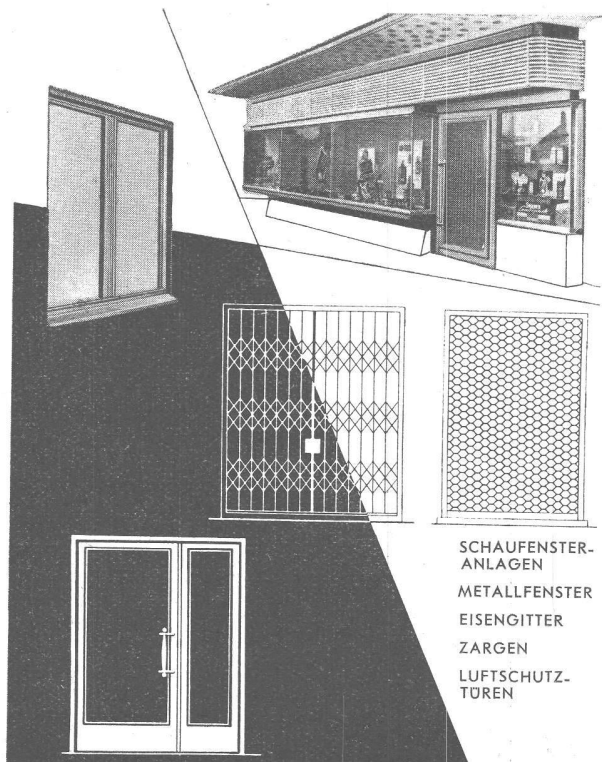 SCHAUFENSTER-
ANLAGEN
METALLFENSTER
EISENGITTER
ZARGEN
LUFTSCHUTZ-
TÜREN